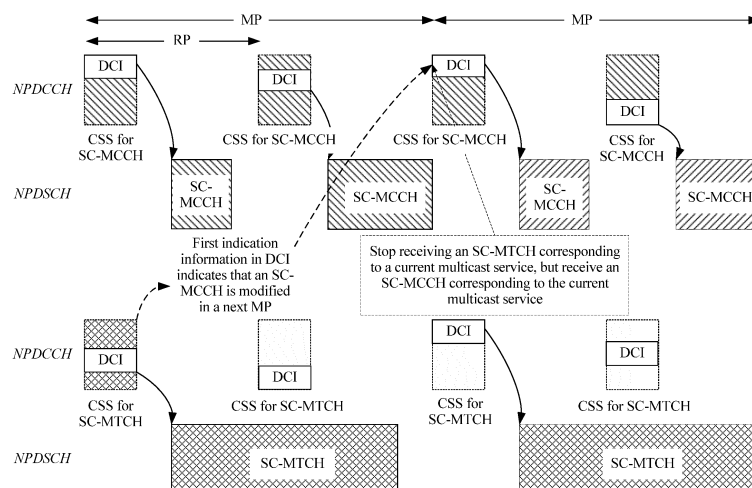 MP
MP
RP
NPDCCH
DCI
DCI
DCI
DCI
CSS for
SC-MCCH
CSS for SC-MCCH
CSS for SC-MCCH
CSS for
SC-MCCH
NPDSCH
SC-
MCCH
SC-MCCH
SC-
MCCH
SC-MCCH
First indication
information in DCI
indicates that an SC-
MCCH is modified
in a next MP
Stop receiving an SC-MTCH corresponding
to a current multicast service, but receive an
SC-MCCH corresponding to the current
multicast service
NPDCCH
DCI
DCI
DCI
DCI
CSS for
SC-MTCH
CSS for SC-MTCH
CSS for
SC-MTCH
CSS for SC-MTCH
NPDSCH
SC-MTCH
SC-MTCH